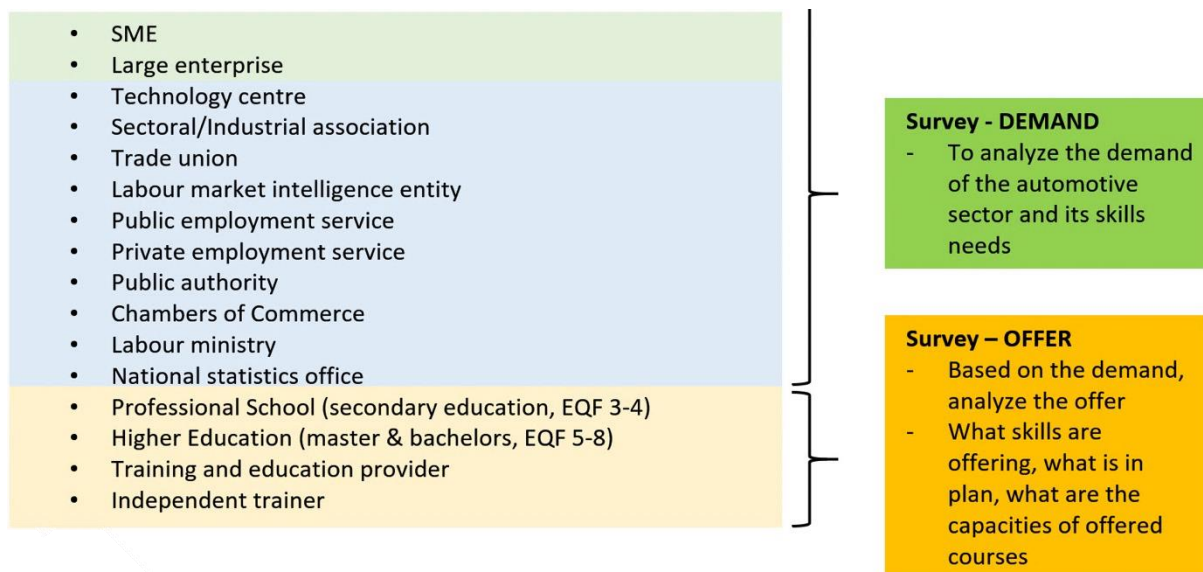 • SME
• Large enterprise
• Technology centre
• Sectoral/Industrial association
• Trade union
• Labour market intelligence entity
• Public employment service
• Private employment service
• Public authority
• Chambers of Commerce
• Labour ministry
• National statistics office
• Professional School (secondary education, EQF 3-4)
• Higher Education (master & bachelors, EQF 5-8)
• Training and education provider
• Independent trainer
Survey - DEMAND
- To analyze the demand
of the automotive
sector and its skills
needs
Survey – OFFER
- Based on the demand,
analyze the offer
- What skills are
offering, what is in
plan, what are the
capacities of offered
courses